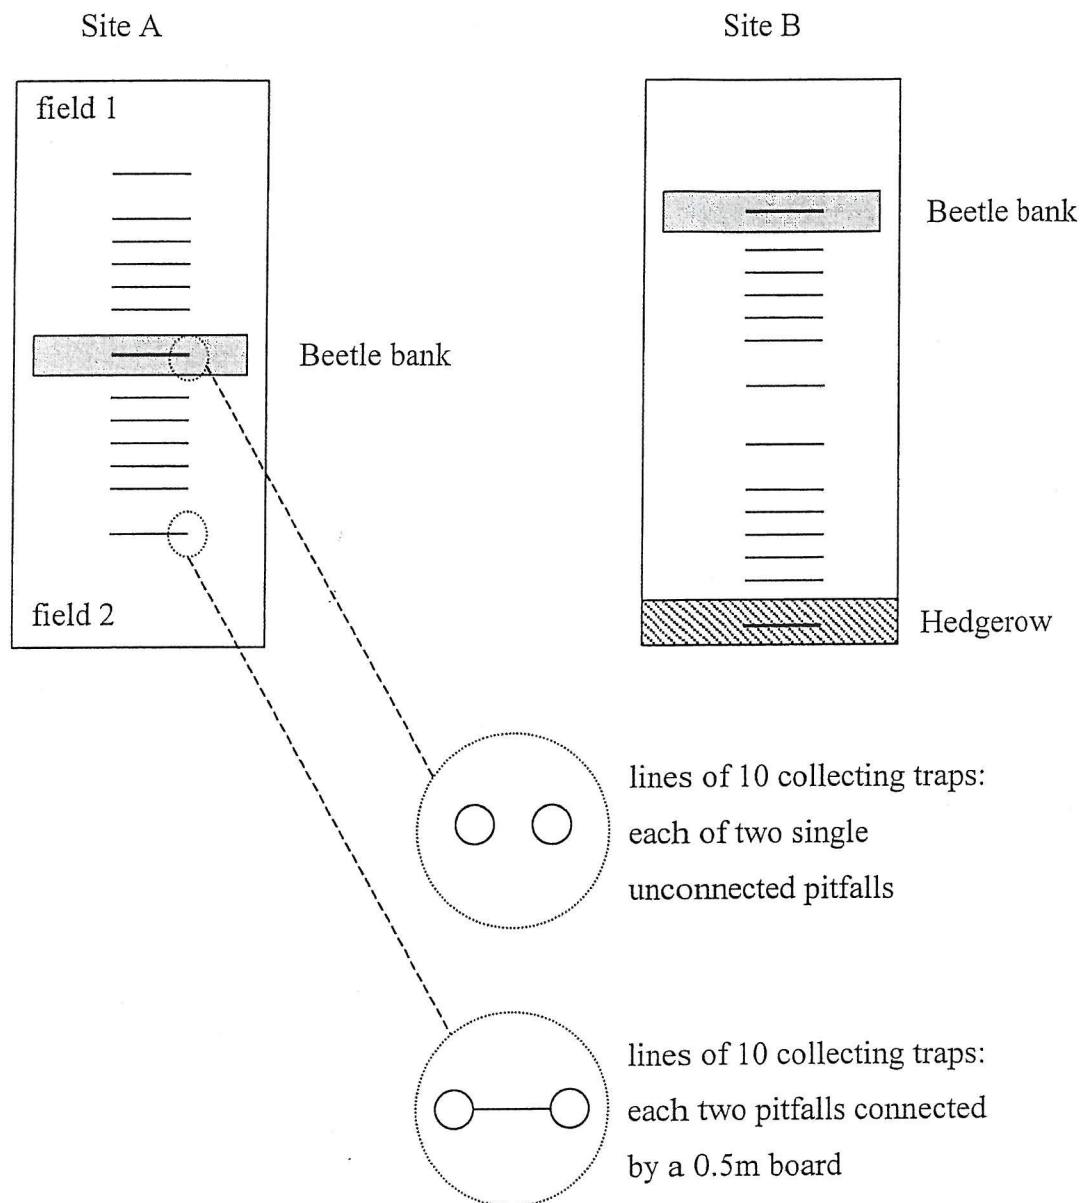 Site A
Site B
field 1
Beetle bank
Beetle bank
field 2
Hedgerow
lines of 10 collecting traps:
each of two single
unconnected pitfalls
lines of 10 collecting traps:
each two pitfalls connected
by a 0.5m board